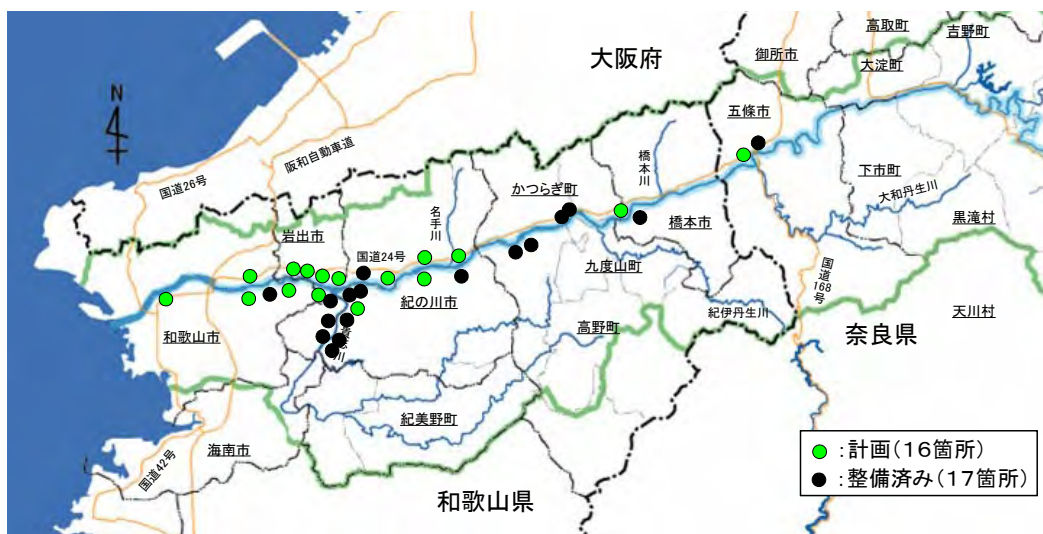 高取町
吉野町
御所市
大阪府
大淀町
N
五條市
橋本川
阪和自動車道
下市町
国道26号
かつらぎ町
大和丹生川
名手川
黒滝村
橋本市
岩出市
国道24号
九度山町
国道
168号
紀の川市
紀伊丹生川
天川村
和歌山市
高野町
奈良県
紀美野町
海南市
:計画(16箇所)
国道42号
:整備済み(17箇所)
和歌山県